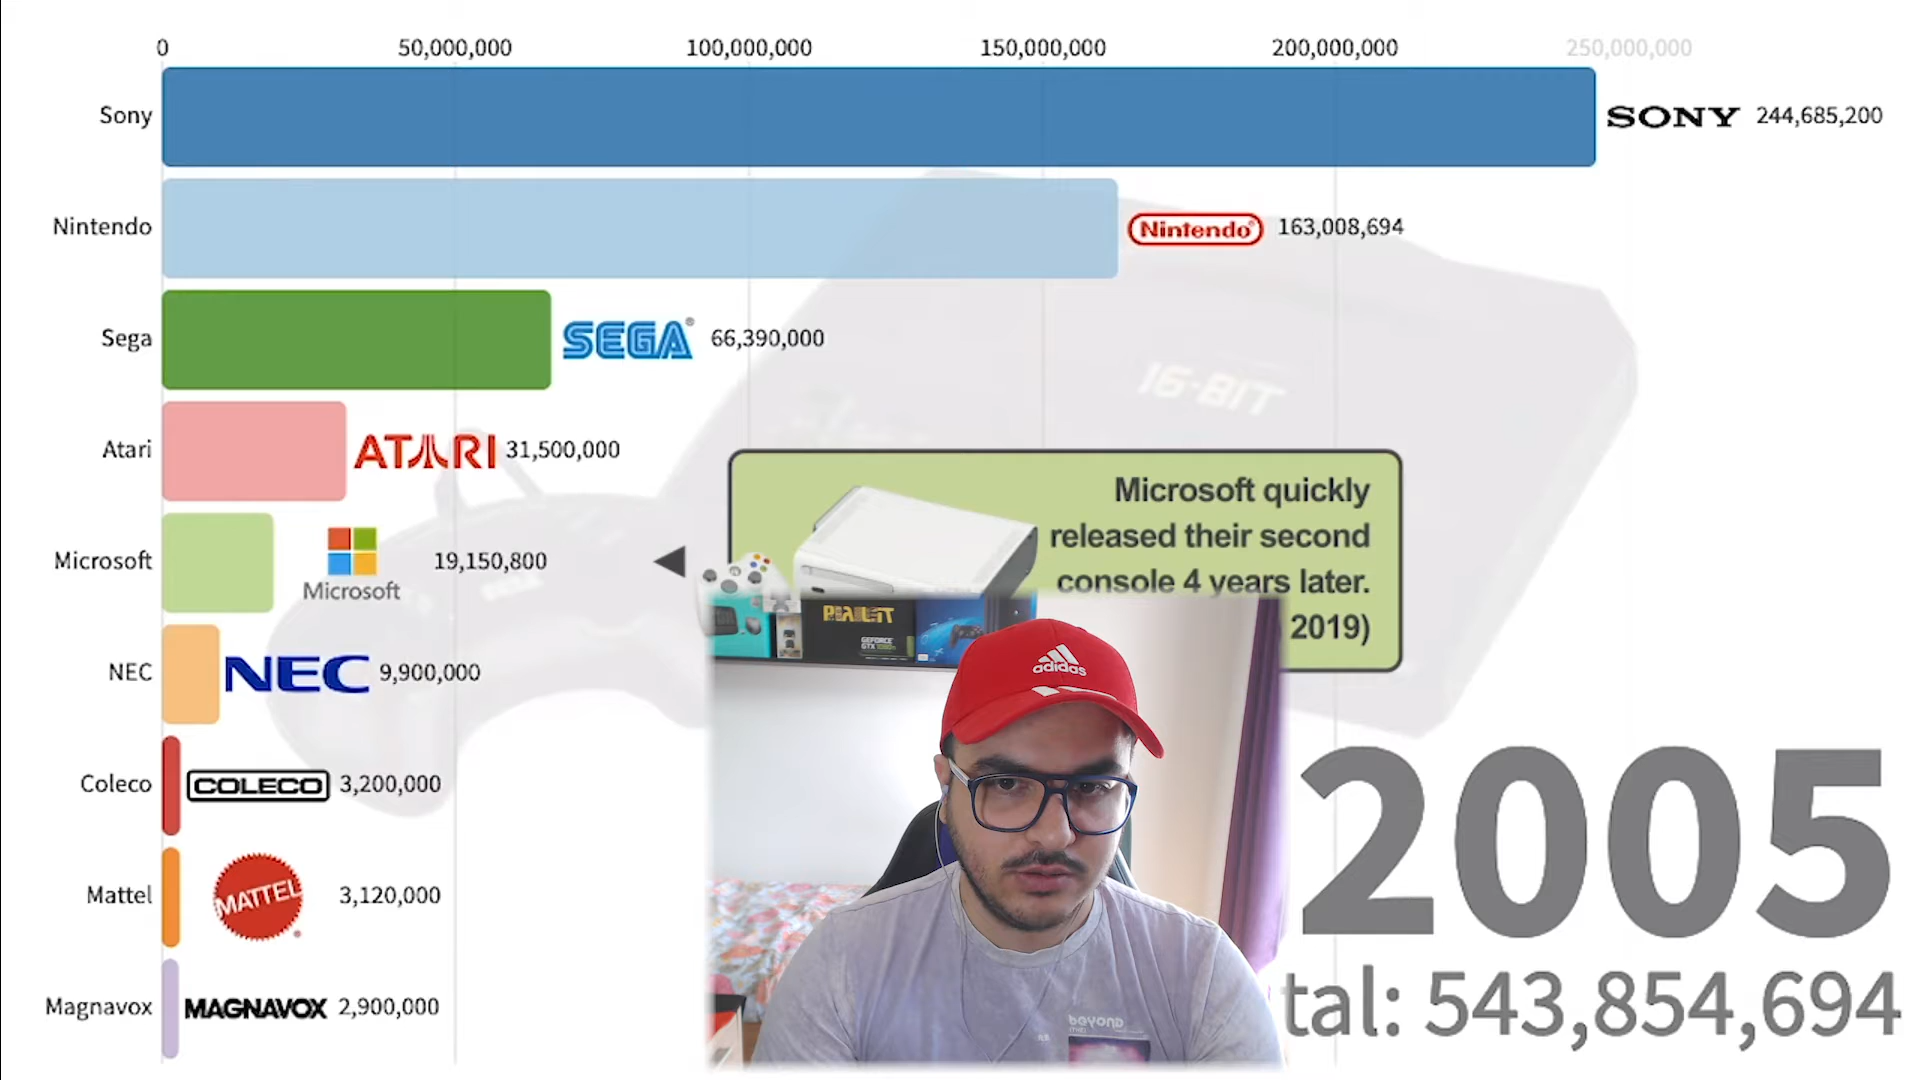 0 50,000,000 100,000,000 150,000,000 200,000,000 250,000,000
Sony SONY 244,685,200
Nintendo Nintendo® 163,008,694
Sega SEGA® 66,390,000
16-BIT
Atari ATARI 31,500,000
Microsoft quickly
released their second
console 4 years later.
2019)
Microsoft Microsoft 19,150,800
NEC NEC 9,900,000
GEFORCE
adidas
Coleco COLECO 3,200,000
Mattel MATTEL 3,120,000
Magnavox MAGNAVOX 2,900,000
beyond
2005
tal: 543,854,694